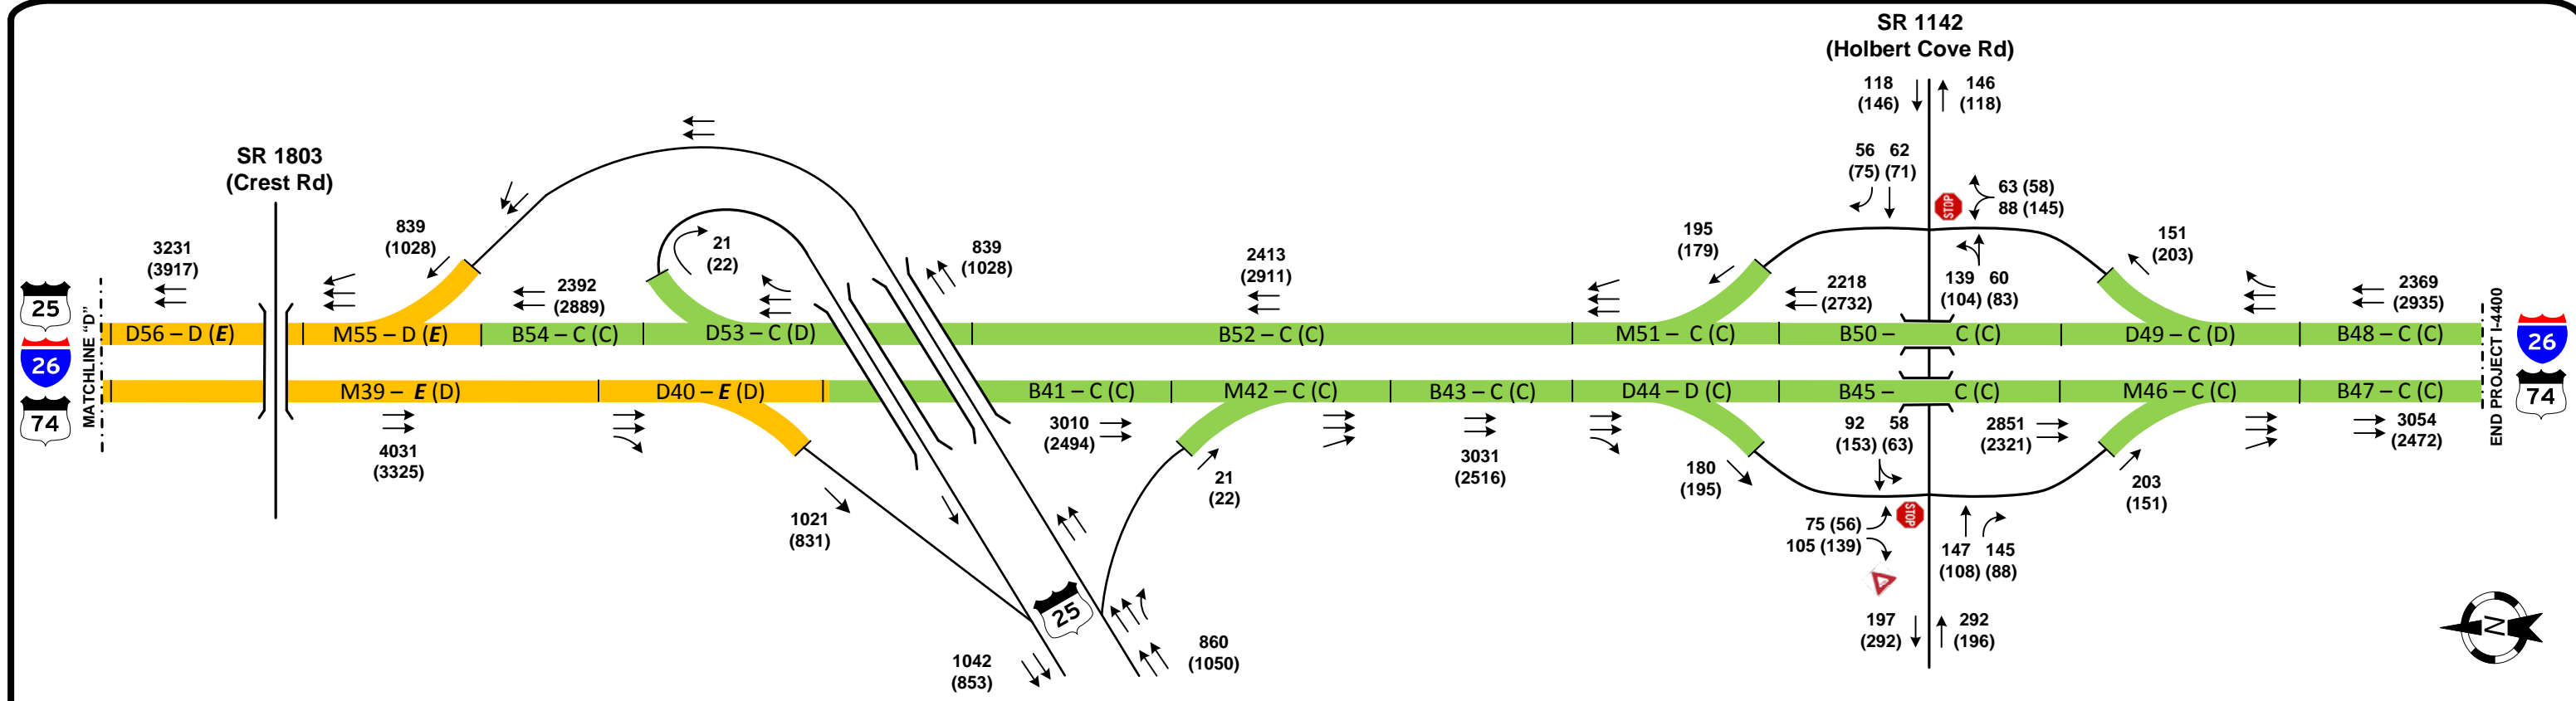 SR 1142
(Holbert Cove Rd)
118
(146)
146
(118)
SR 1803
(Crest Rd)
56 62
(75) (71)
STOP
63 (58)
88 (145)
839
(1028)
21
(22)
839
(1028)
195
(179)
151
(203)
3231
(3917)
2392
(2889)
2413
(2911)
2218
(2732)
139 60
(104) (83)
2369
(2935)
25
26
74
MATCHLINE "D"
D56 – D (E)
M55 – D (E)
B54 – C (C)
D53 – C (D)
B52 – C (C)
M51 – C (C)
B50 – C (C)
D49 – C (D)
B48 – C (C)
END PROJECT I-4400
26
74
M39 – E (D)
D40 – E (D)
B41 – C (C)
M42 – C (C)
B43 – C (C)
D44 – D (C)
B45 – C (C)
M46 – C (C)
B47 – C (C)
4031
(3325)
3010
(2494)
3031
(2516)
92 58
(153) (63)
2851
(2321)
3054
(2472)
1021
(831)
21
(22)
180
(195)
203
(151)
75 (56)
105 (139)
STOP
147 145
(108) (88)
25
1042
(853)
860
(1050)
197
(292)
292
(196)
N